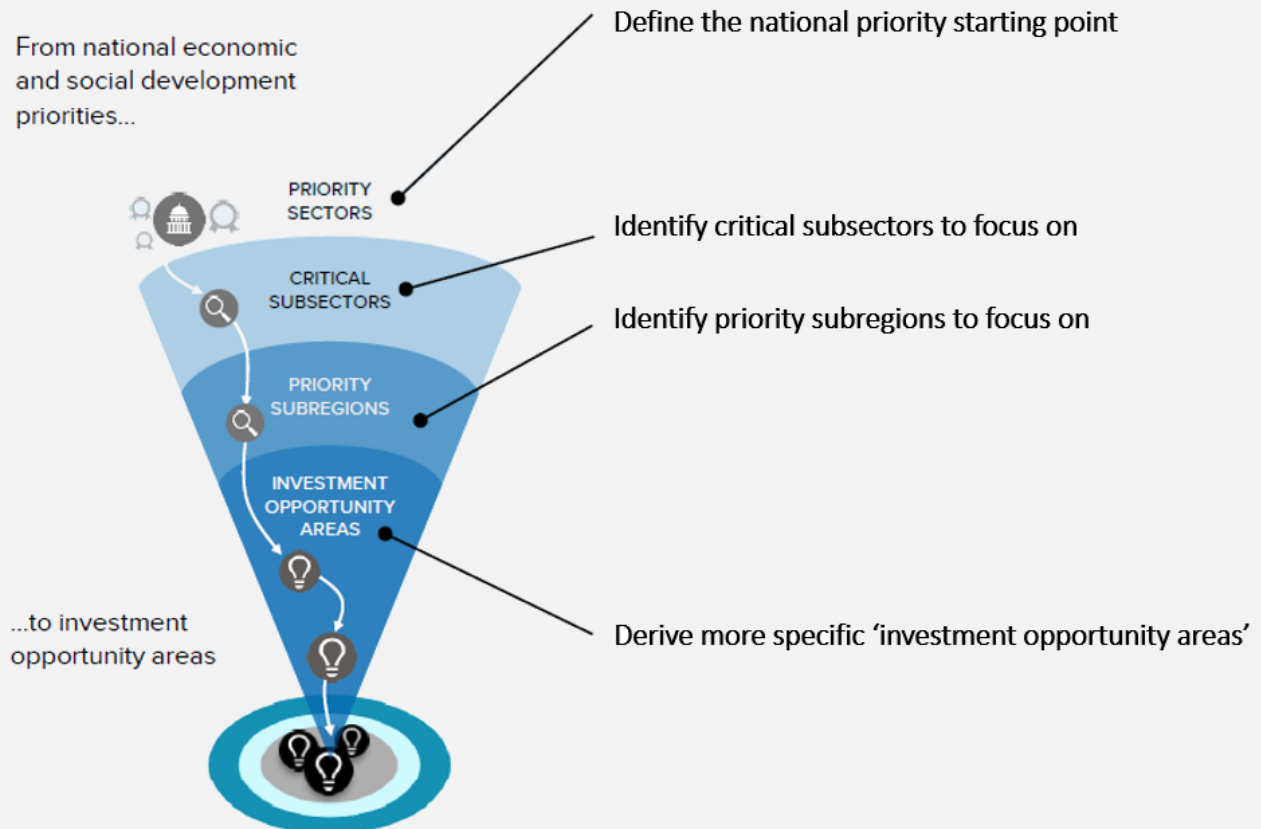 Define the national priority starting point
From national economic
and social development
priorities...
PRIORITY
SECTORS
Identify critical subsectors to focus on
CRITICAL
SUBSECTORS
Identify priority subregions to focus on
PRIORITY
SUBREGIONS
INVESTMENT
OPPORTUNITY
AREAS
...to investment
opportunity areas
Derive more specific ‘investment opportunity areas’